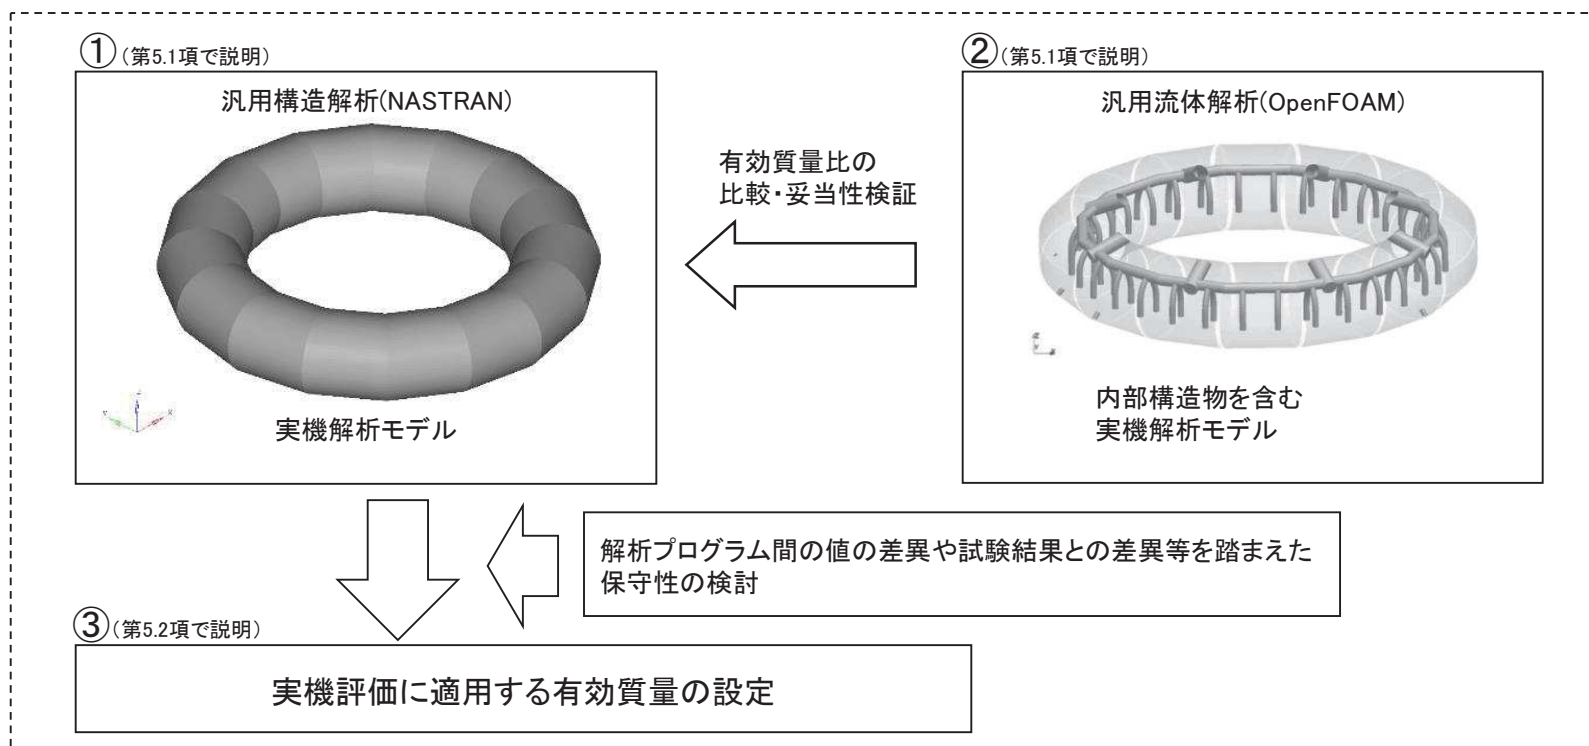 ①(第5.1項で説明)
汎用構造解析(NASTRAN)
実機解析モデル
有効質量比の
比較・妥当性検証
②(第5.1項で説明)
汎用流体解析(OpenFOAM)
内部構造物を含む
実機解析モデル
解析プログラム間の値の差異や試験結果との差異等を踏まえた
保守性の検討
③(第5.2項で説明)
実機評価に適用する有効質量の設定